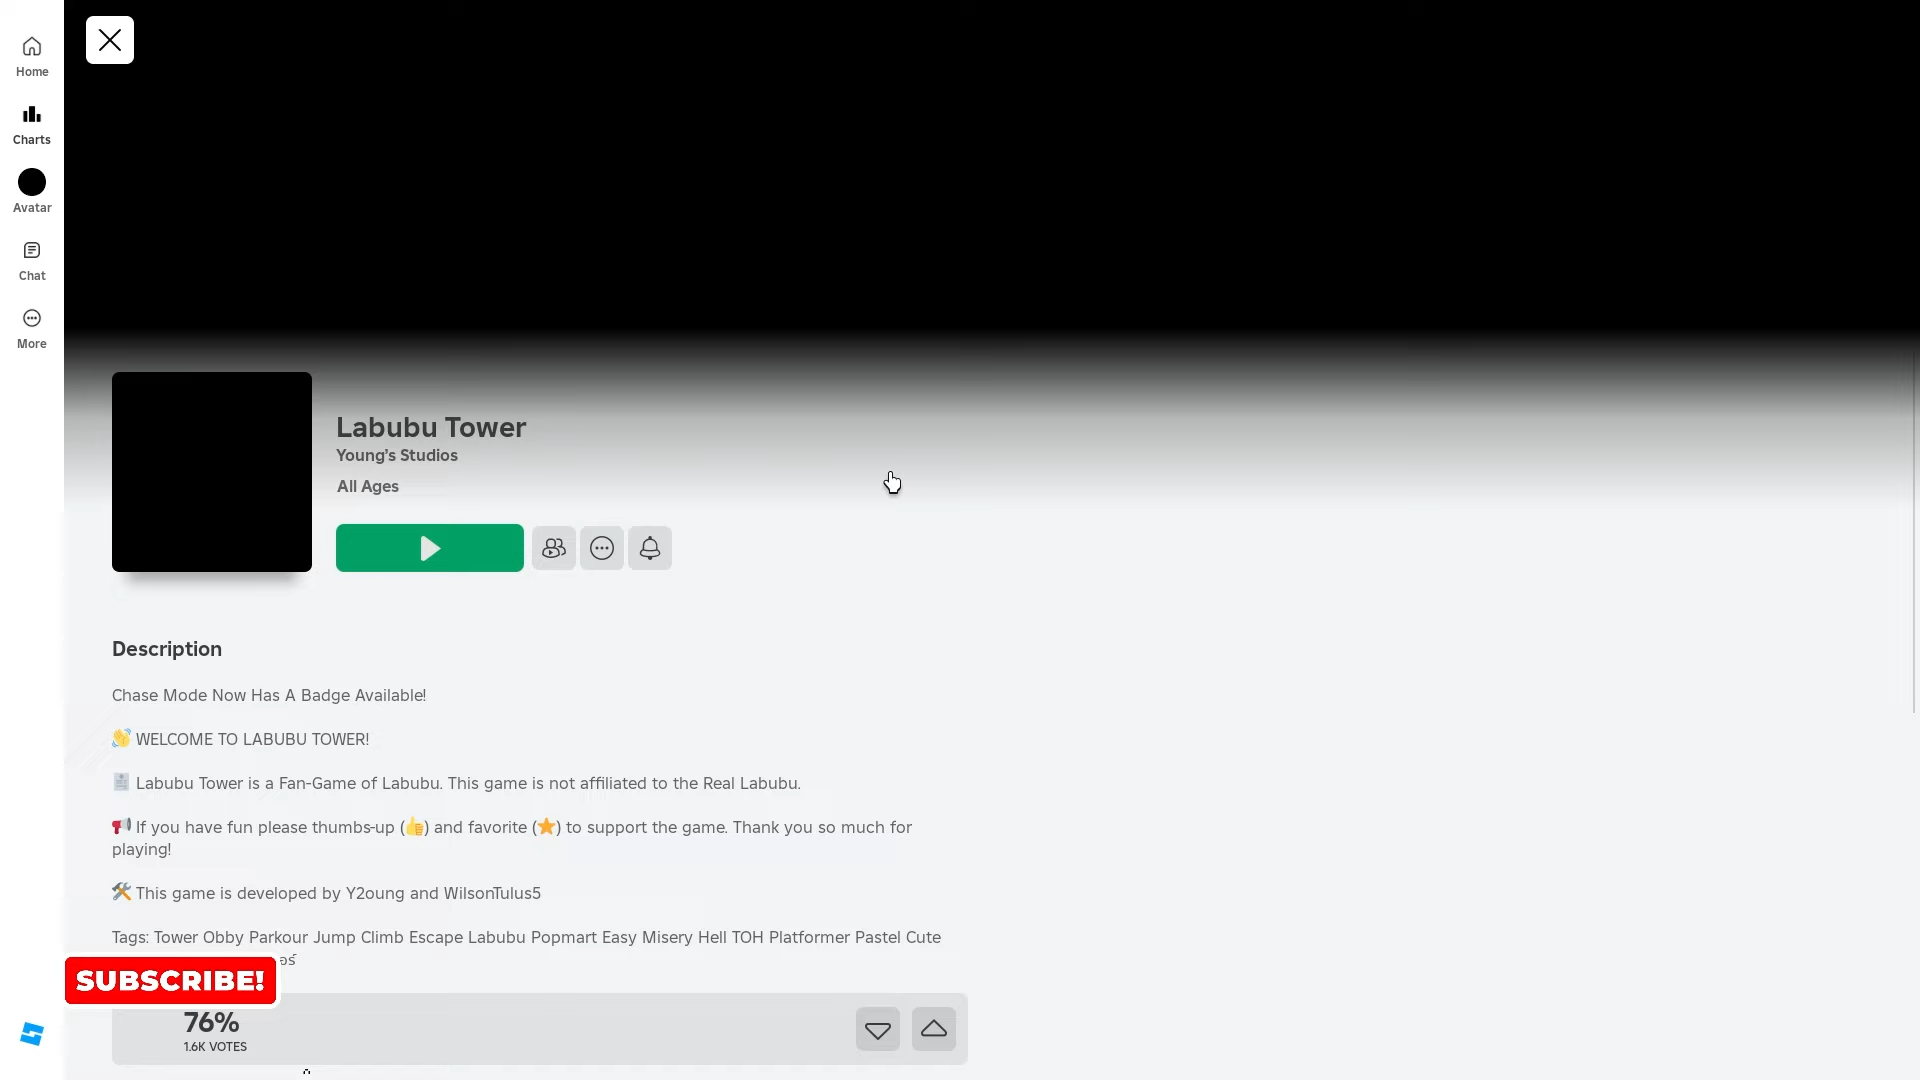 Home
Charts
Avatar
Chat
More
Labubu Tower
Young's Studios
All Ages
Description
Chase Mode Now Has A Badge Available!
👋 WELCOME TO LABUBU TOWER!
📰 Labubu Tower is a Fan-Game of Labubu. This game is not affiliated to the Real Labubu.
📢 If you have fun please thumbs-up (👍) and favorite (⭐) to support the game. Thank you so much for
playing!
🛠️ This game is developed by Y2oung and WilsonTulus5
Tags: Tower Obby Parkour Jump Climb Escape Labubu Popmart Easy Misery Hell TOH Platformer Pastel Cute
SUBSCRIBE!
76%
1.6K VOTES